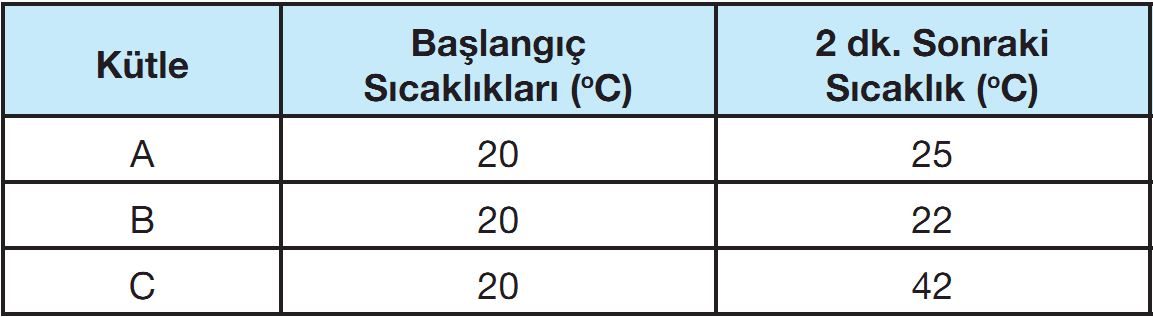 Kütle
Başlangıç
Sıcaklıkları (°C)
2 dk. Sonraki
Sıcaklık (°C)
A 20 25
B 20 22
C 20 42